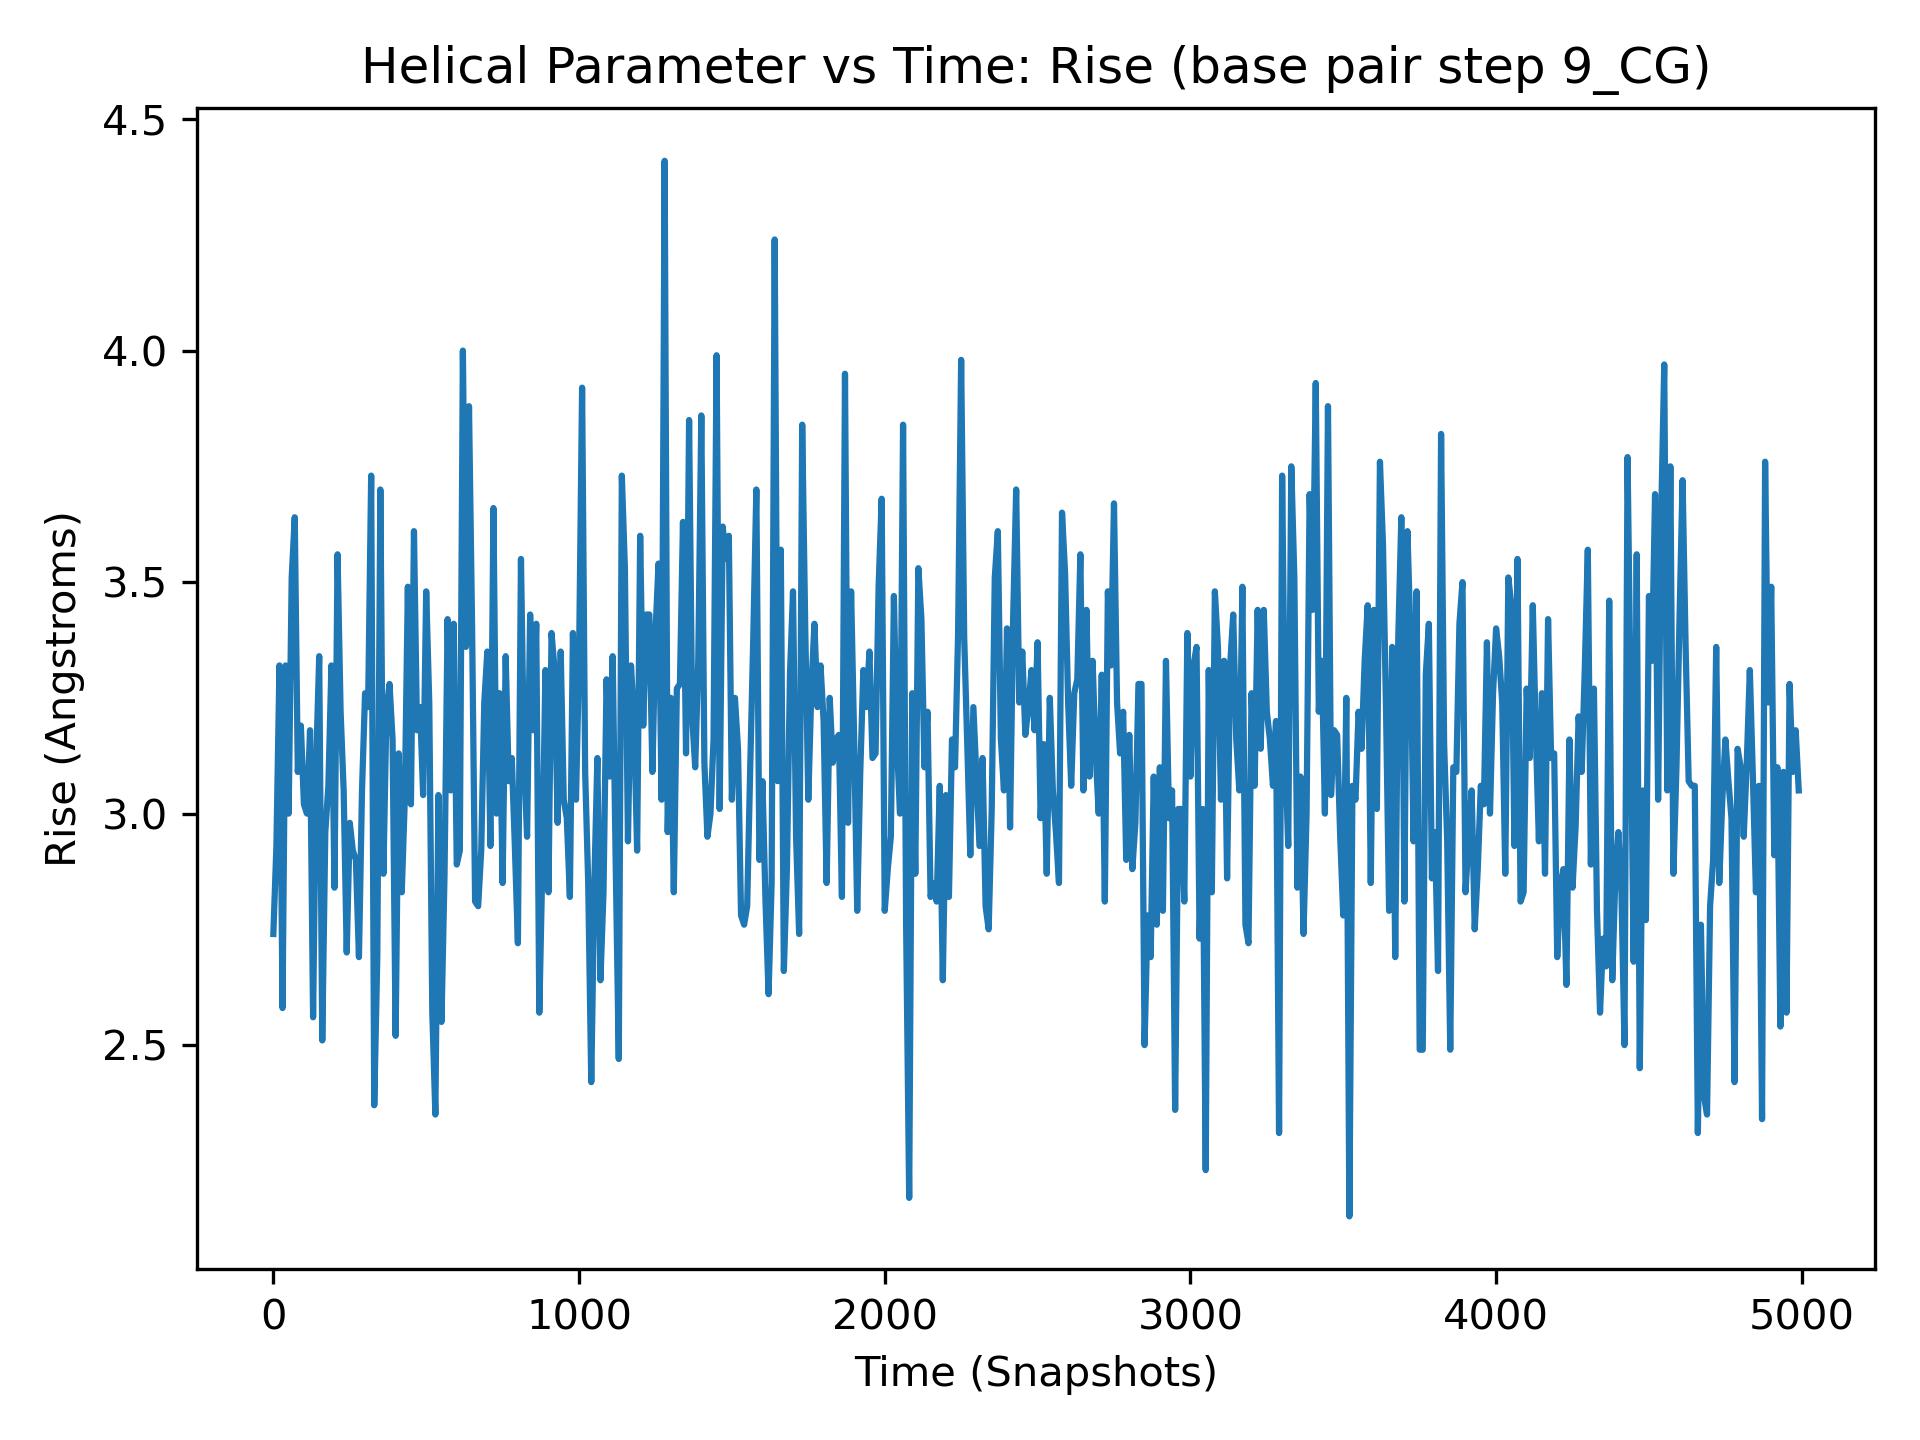 Helical Parameter vs Time: Rise (base pair step 9_CG)
4.5
4.0
3.5
3.0
2.5
Rise (Angstroms)
0 1000 2000 3000 4000 5000
Time (Snapshots)